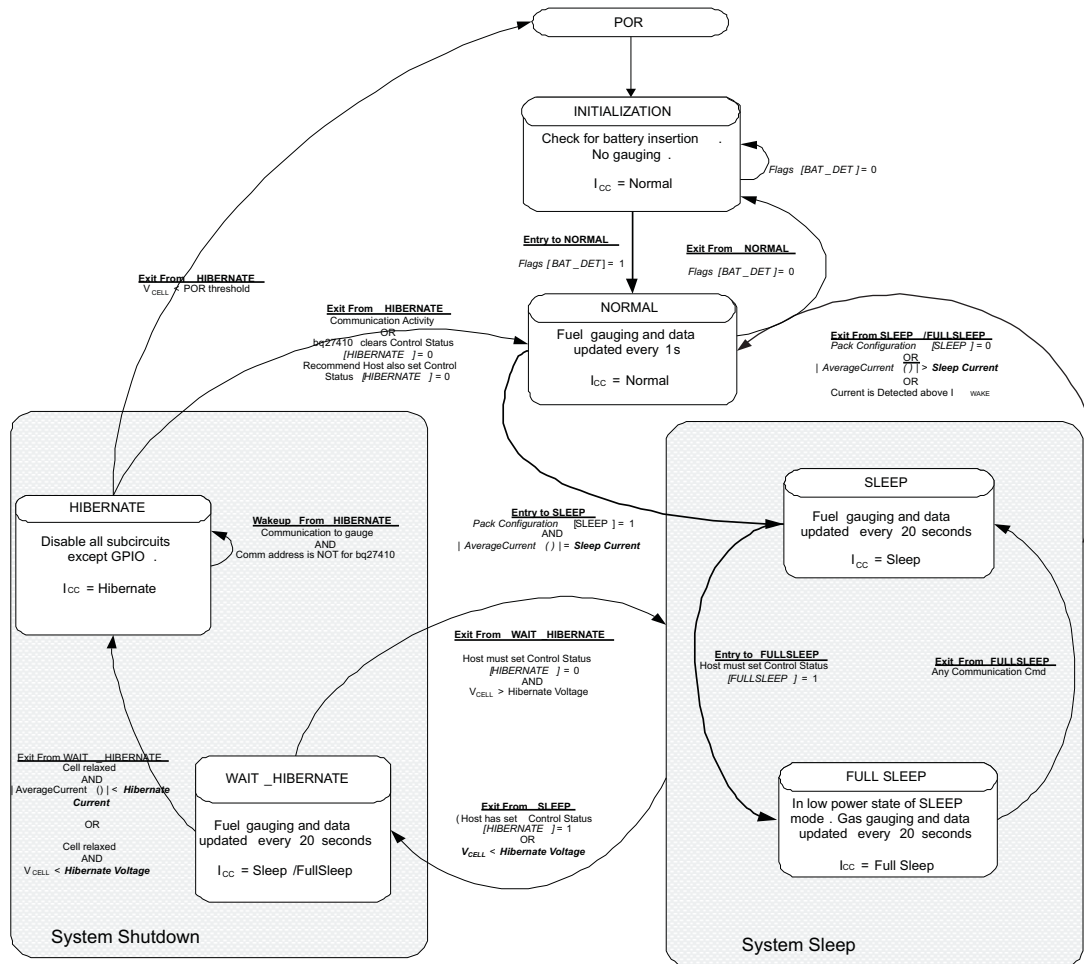 POR
INITIALIZATION
Check for battery insertion .
No gauging .
ICC = Normal
Flags [BAT_DET ] = 0
Entry to NORMAL
Flags [BAT_DET] = 1
Exit From NORMAL
Flags [BAT_DET ] = 0
Exit From HIBERNATE
VCELL < POR threshold
Exit From HIBERNATE
Communication Activity
OR
bq27410 clears Control Status
[HIBERNATE ] = 0
Recommend Host also set Control
Status [HIBERNATE ] = 0
NORMAL
Fuel gauging and data
updated every 1s
ICC = Normal
Exit From SLEEP /FULLSLEEP
Pack Configuration [SLEEP ] = 0
OR
| AverageCurrent () | > Sleep Current
OR
Current is Detected above I WAKE
HIBERNATE
Disable all subcircuits
except GPIO .
ICC = Hibernate
Wakeup From HIBERNATE
Communication to gauge
AND
Comm address is NOT for bq27410
Entry to SLEEP
Pack Configuration [SLEEP ] = 1
AND
| AverageCurrent () | = Sleep Current
SLEEP
Fuel gauging and data
updated every 20 seconds
ICC = Sleep
Exit From WAIT _HIBERNATE
Host must set Control Status
[HIBERNATE ] = 0
AND
VCELL > Hibernate Voltage
Entry to FULLSLEEP
Host must set Control Status
[FULLSLEEP ] = 1
Exit From FULLSLEEP
Any Communication Cmd
Exit From WAIT _HIBERNATE
Cell relaxed
AND
| AverageCurrent () | < Hibernate
Current
OR
Cell relaxed
AND
VCELL < Hibernate Voltage
WAIT _HIBERNATE
Fuel gauging and data
updated every 20 seconds
ICC = Sleep /FullSleep
Exit From SLEEP
( Host has set Control Status
[HIBERNATE ] = 1
OR
VCELL < Hibernate Voltage
FULL SLEEP
In low power state of SLEEP
mode . Gas gauging and data
updated every 20 seconds
ICC = Full Sleep
System Shutdown
System Sleep